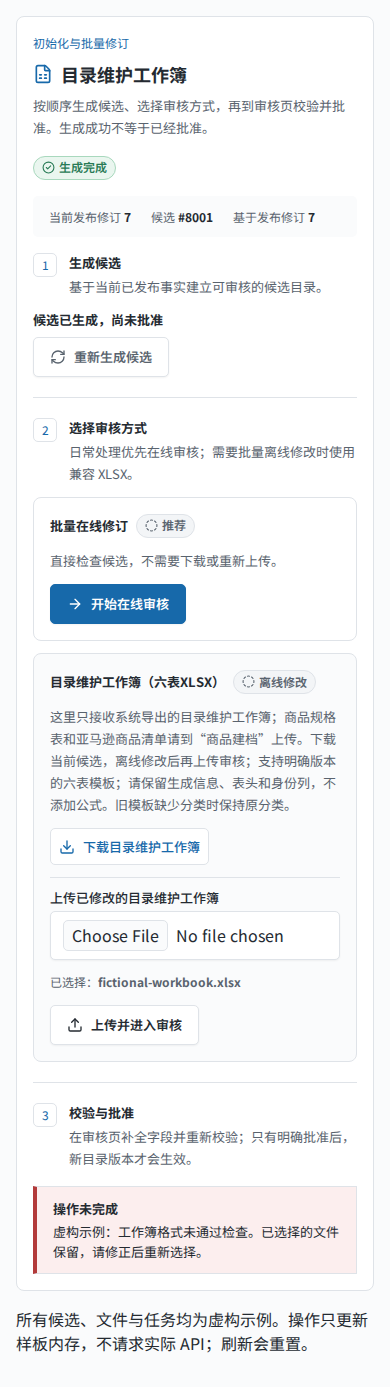 初始化与批量修订
目录维护工作簿
按顺序生成候选、选择审核方式，再到审核页校验并批
准。生成成功不等于已经批准。
生成完成
当前发布修订 7 候选 #8001 基于发布修订 7
1 生成候选
基于当前已发布事实建立可审核的候选目录。
候选已生成，尚未批准
重新生成候选
2 选择审核方式
日常处理优先在线审核；需要批量离线修改时使用
兼容 XLSX。
批量在线修订 推荐
直接检查候选，不需要下载或重新上传。
开始在线审核
目录维护工作簿（六表XLSX） 离线修改
这里只接收系统导出的目录维护工作簿；商品规格
表和亚马逊商品清单请到“商品建档”上传。下载
当前候选，离线修改后再上传审核；支持明确版本
的六表模板；请保留生成信息、表头和身份列，不
添加公式。旧模板缺少分类时保持原分类。
下载目录维护工作簿
上传已修改的目录维护工作簿
Choose File No file chosen
已选择：fictional-workbook.xlsx
上传并进入审核
3 校验与批准
在审核页补全字段并重新校验；只有明确批准后，
新目录版本才会生效。
操作未完成
虚构示例：工作簿格式未通过检查。已选择的文件
保留，请修正后重新选择。
所有候选、文件与任务均为虚构示例。操作只更新
样板内存，不请求实际 API；刷新会重置。